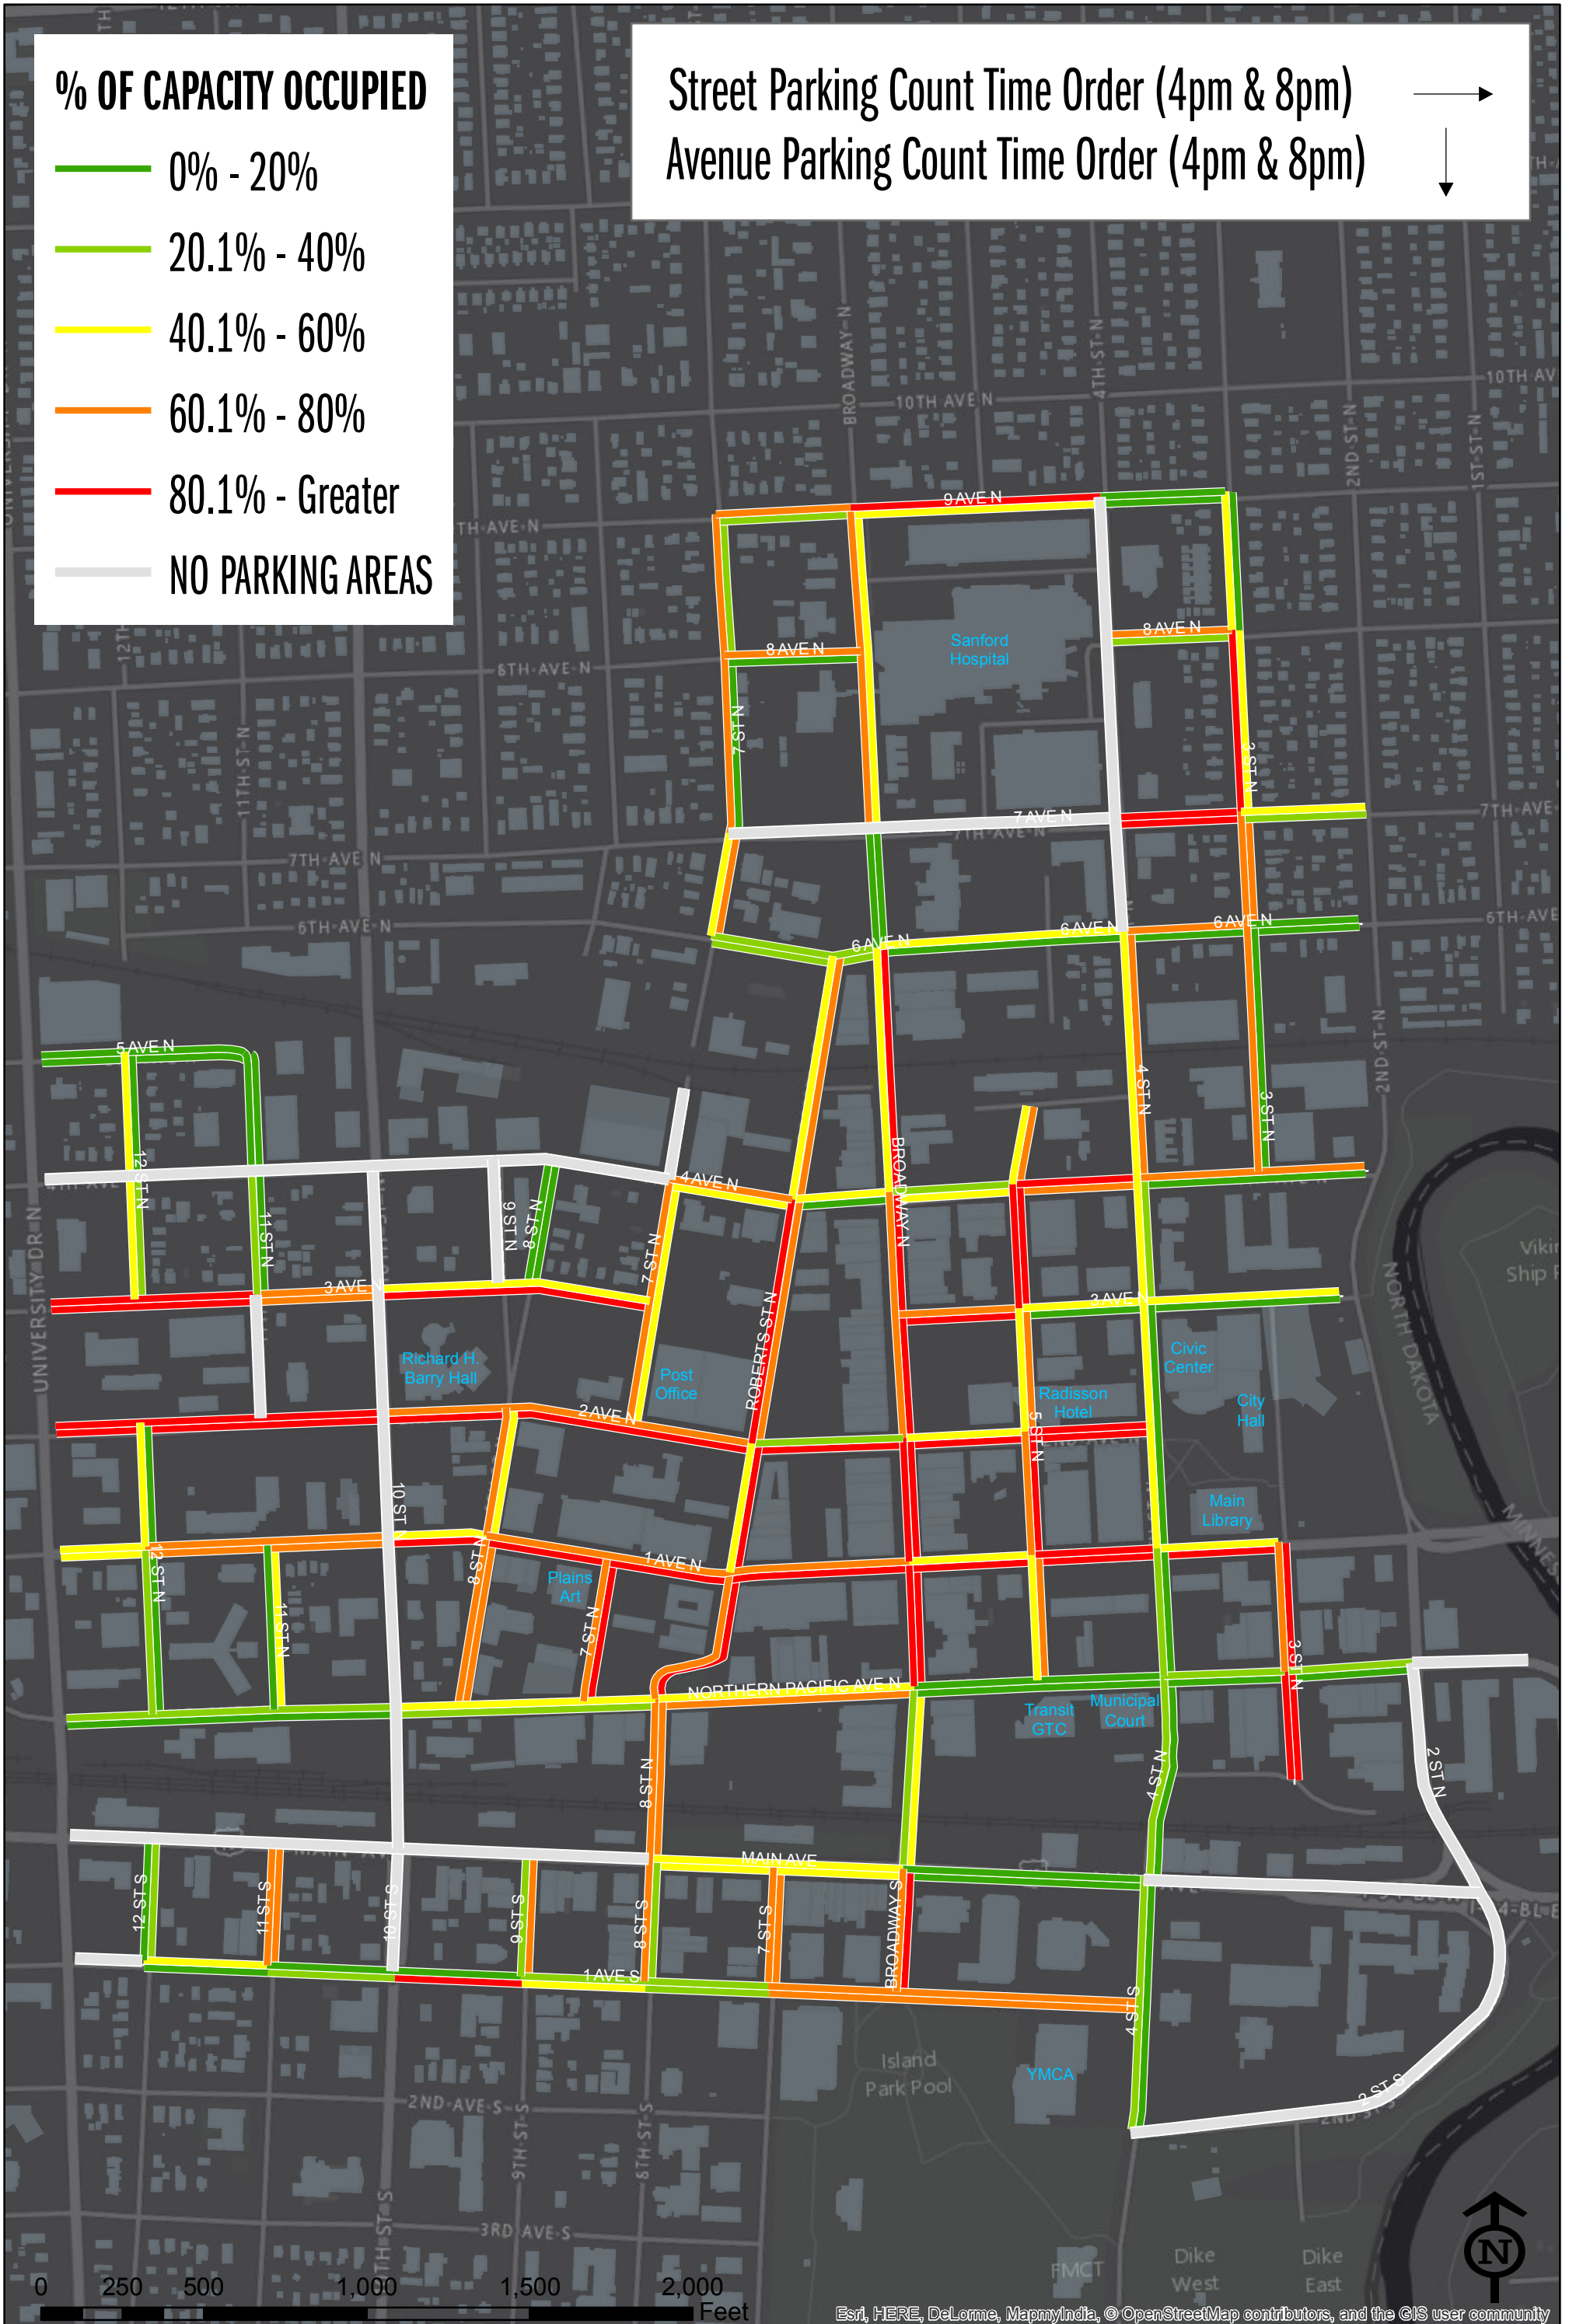 % OF CAPACITY OCCUPIED
0% - 20%
20.1% - 40%
40.1% - 60%
60.1% - 80%
80.1% - Greater
NO PARKING AREAS
Street Parking Count Time Order (4pm & 8pm)
Avenue Parking Count Time Order (4pm & 8pm)
BROADWAY-N
4TH-ST-N
10TH AVE N
10TH AV
2ND-ST-N
1ST-ST-N
9 AVE N
TH-AVE-N
8 AVE N
8 AVE N
Sanford
Hospital
8TH-AVE-N
11TH-ST-N
7 ST N
3 ST N
7 AVE N
7TH-AVE-N
7TH-AVE
7TH-AVE N
6 AVE N
6 AVE N
6 AVE N
6TH-AVE-N
6TH-AVE
2ND-ST-N
5 AVE N
4 ST N
3 ST N
12 ST N
BROADWAY N
4 AVE N
11 ST N
9 ST N
8 ST N
7 ST N
UNIVERSITY-DR-N
3 AVE N
3 AVE N
ROBERTS ST N
NORTH-DAKOTA
Richard H.
Barry Hall
Post
Office
Civic
Center
Radisson
Hotel
City
Hall
2 AVE N
5 ST N
10 ST N
Main
Library
MINNES
12 ST N
8 ST N
1 AVE N
Plains
Art
11 ST N
7 ST N
3 ST N
NORTHERN PACIFIC AVE N
Transit
GTC
Municipal
Court
8 ST N
4 ST N
2 ST N
MAIN AVE
12 ST S
11 ST S
10 ST S
9 ST S
8 ST S
7 ST S
BROADWAY S
1 AVE S
4 ST S
Island
Park Pool
YMCA
2 ST S
2ND-AVE-S
9TH-ST-S
8TH-ST-S
3RD-AVE-S
FMCT
Dike
West
Dike
East
N
0 250 500 1,000 1,500 2,000
Feet
Esri, HERE, DeLorme, MapmyIndia, © OpenStreetMap contributors, and the GIS user community